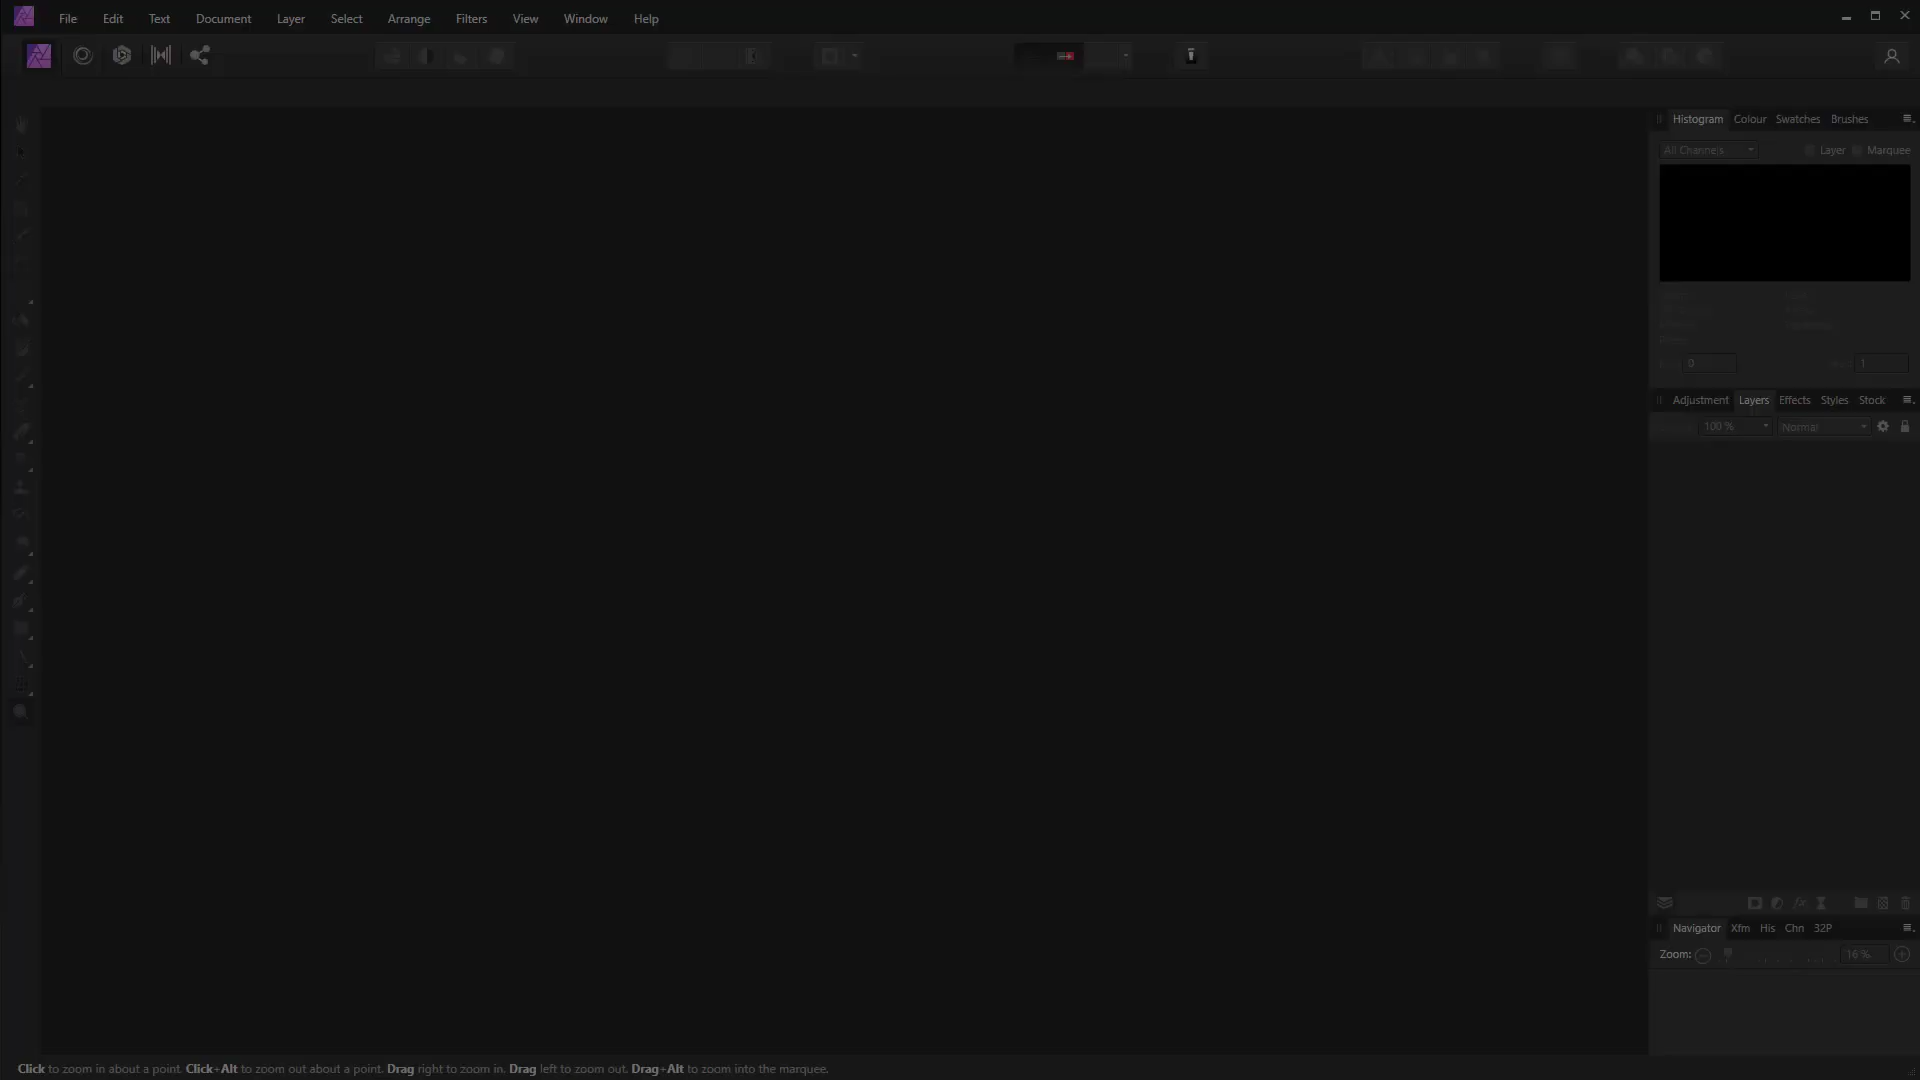 File Edit Text Document Layer Select Arrange Filters View Window Help
Histogram Colour Swatches Brushes
All Channels Layer Marquee
0 1
Adjustment Layers Effects Styles Stock
100 % Normal
fx
Navigator Xfm His Chn 32P
Zoom: 16 %
Click to zoom in about a point. Click+Alt to zoom out about a point. Drag right to zoom in. Drag left to zoom out. Drag+Alt to zoom into the marquee.